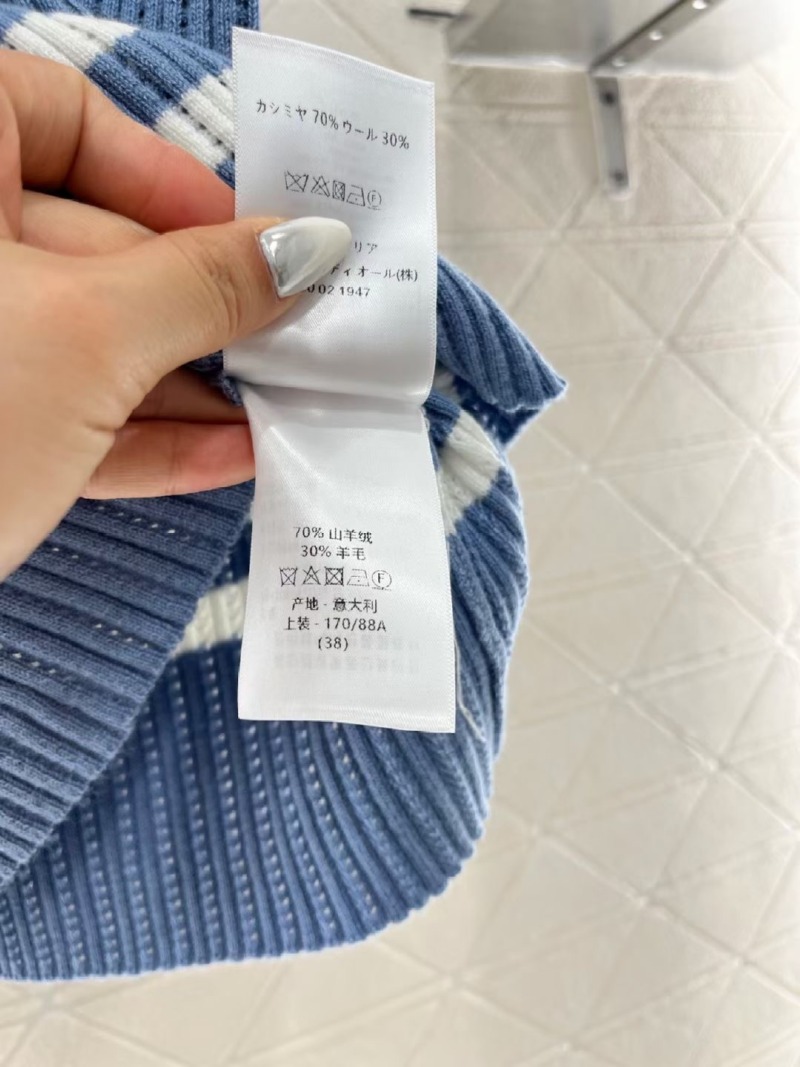 カシミヤ 70% ウール 30%
リア
ディオール(株)
02 1947
70% 山羊绒
30% 羊毛
F
产地 - 意大利
上装 - 170/88A
(38)